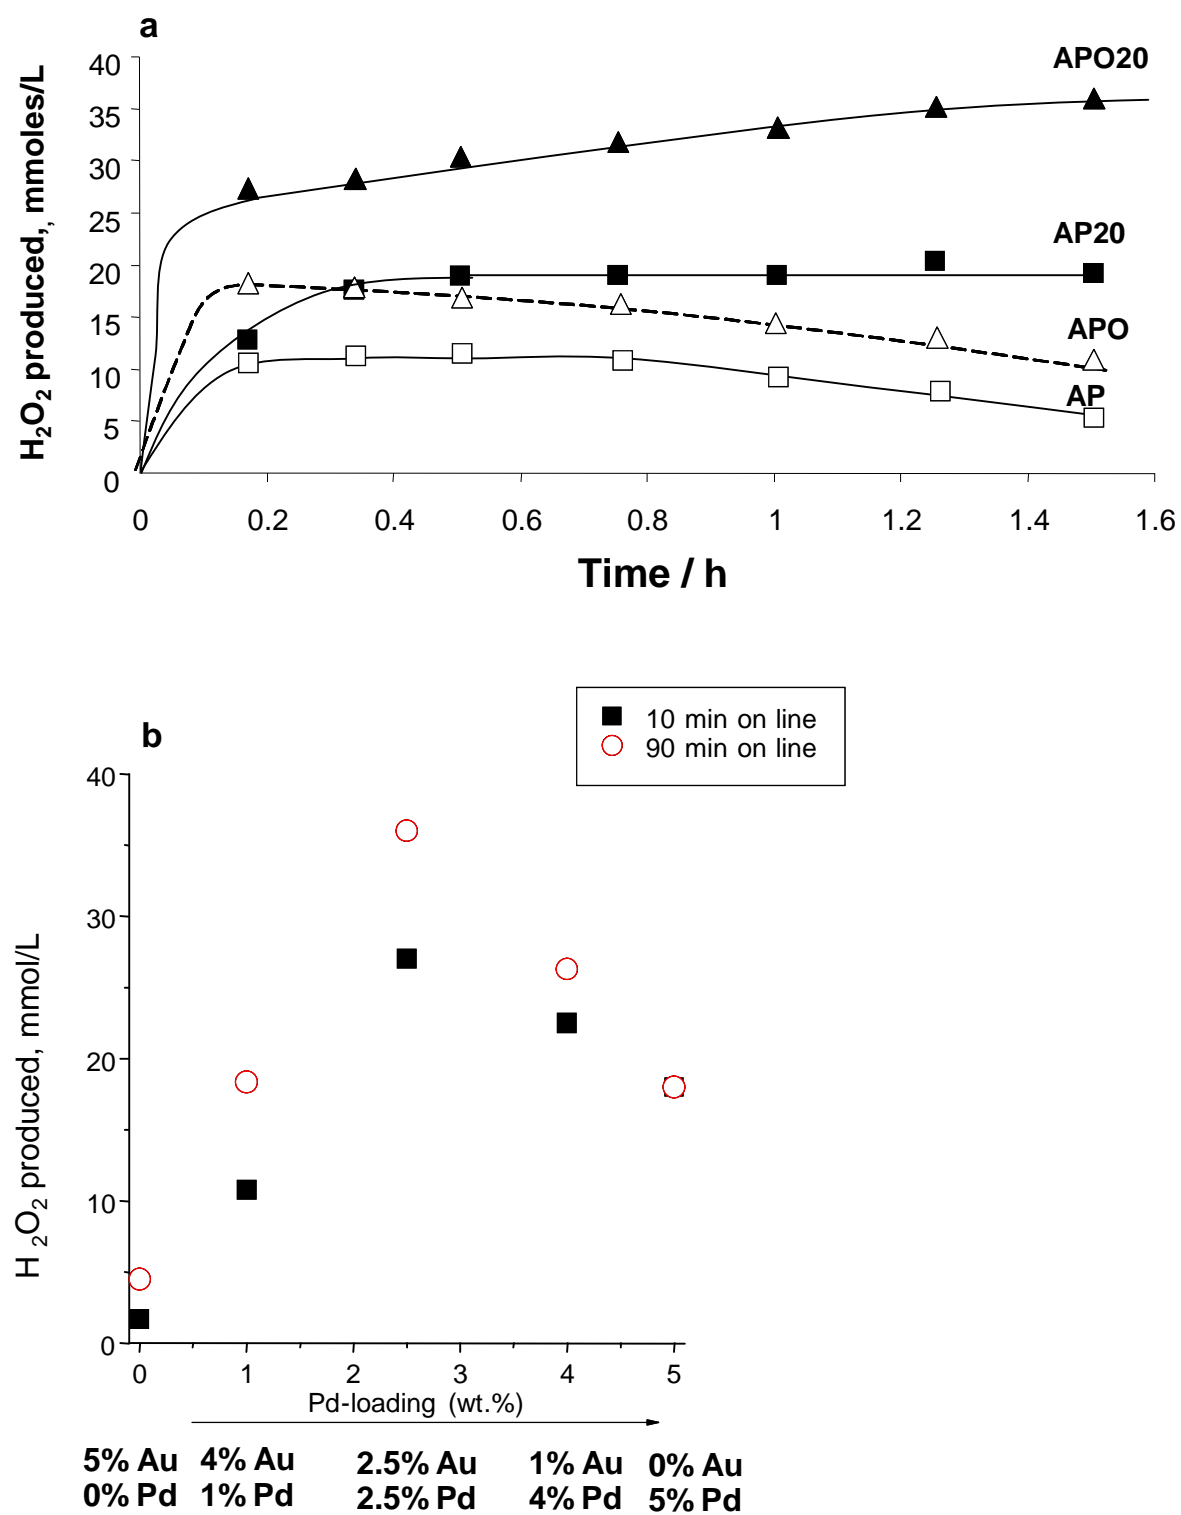 a
H₂O₂ produced,, mmoles/L
40
35
30
25
20
15
10
5
0
APO20
AP20
APO
AP
0 0.2 0.4 0.6 0.8 1 1.2 1.4 1.6
Time / h
b
10 min on line
90 min on line
H ₂O₂ produced, mmol/L
40
30
20
10
0
0 1 2 3 4 5
Pd-loading (wt.%)
5% Au 4% Au 2.5% Au 1% Au 0% Au
0% Pd 1% Pd 2.5% Pd 4% Pd 5% Pd